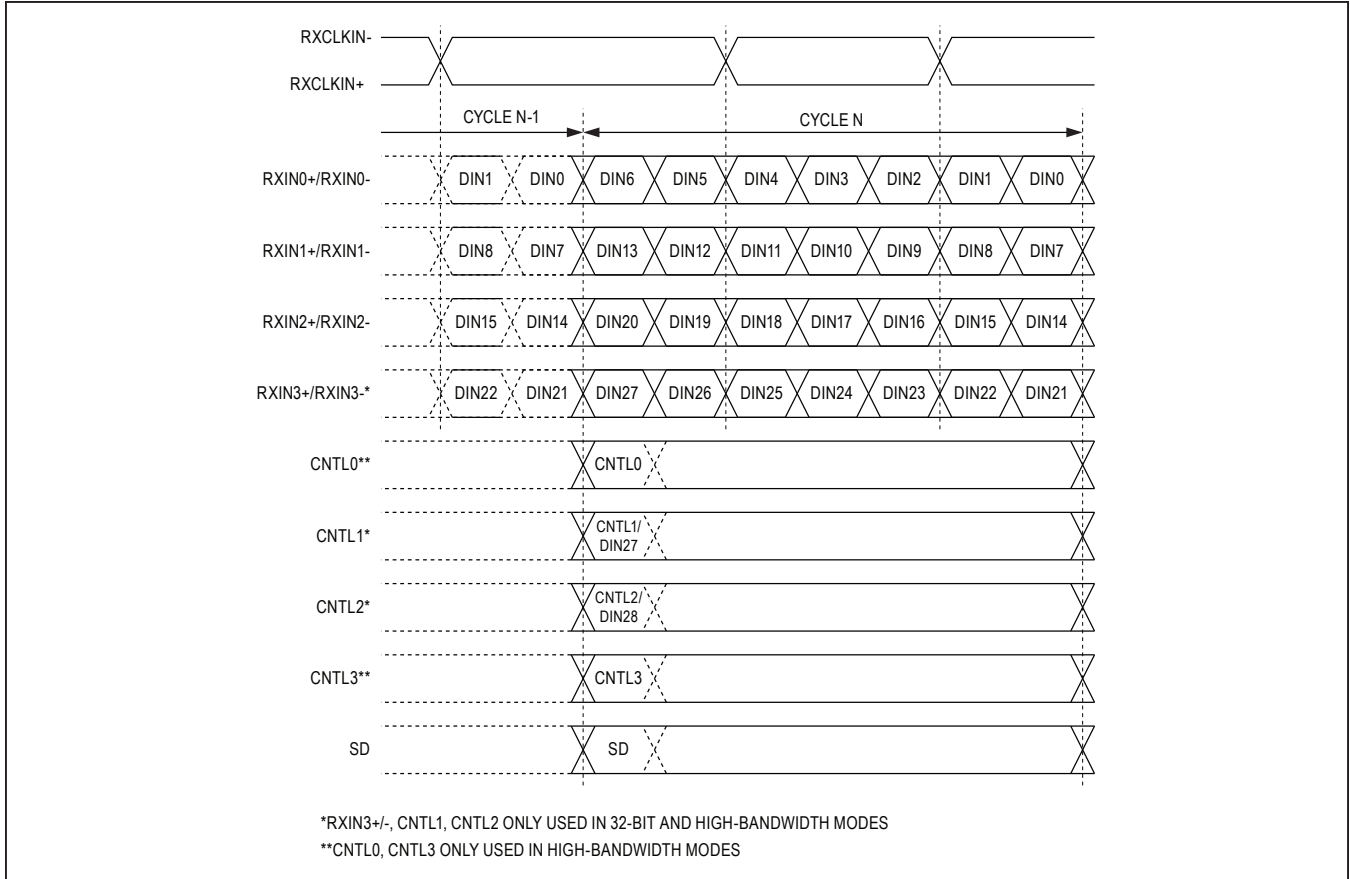 RXCLKIN-
RXCLKIN+
CYCLE N-1 CYCLE N
RXIN0+/RXIN0- DIN1 DIN0 DIN6 DIN5 DIN4 DIN3 DIN2 DIN1 DIN0
RXIN1+/RXIN1- DIN8 DIN7 DIN13 DIN12 DIN11 DIN10 DIN9 DIN8 DIN7
RXIN2+/RXIN2- DIN15 DIN14 DIN20 DIN19 DIN18 DIN17 DIN16 DIN15 DIN14
RXIN3+/RXIN3-* DIN22 DIN21 DIN27 DIN26 DIN25 DIN24 DIN23 DIN22 DIN21
CNTL0** CNTL0
CNTL1* CNTL1/
DIN27
CNTL2* CNTL2/
DIN28
CNTL3** CNTL3
SD SD
*RXIN3+/-, CNTL1, CNTL2 ONLY USED IN 32-BIT AND HIGH-BANDWIDTH MODES
**CNTL0, CNTL3 ONLY USED IN HIGH-BANDWIDTH MODES